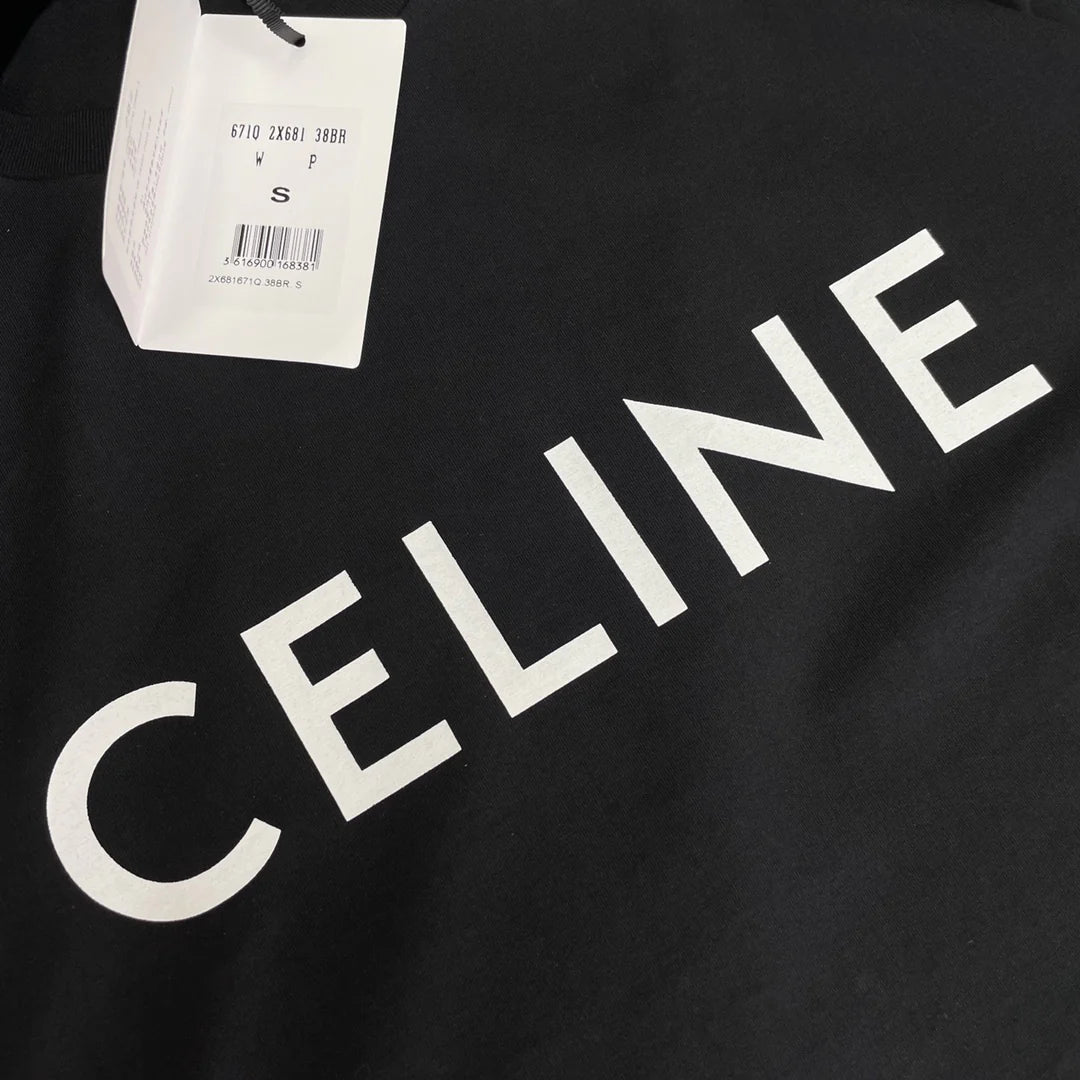 671Q 2X681 38BR
W P
S
3 616900 168381
2X681671Q.38BR. S
CELINE